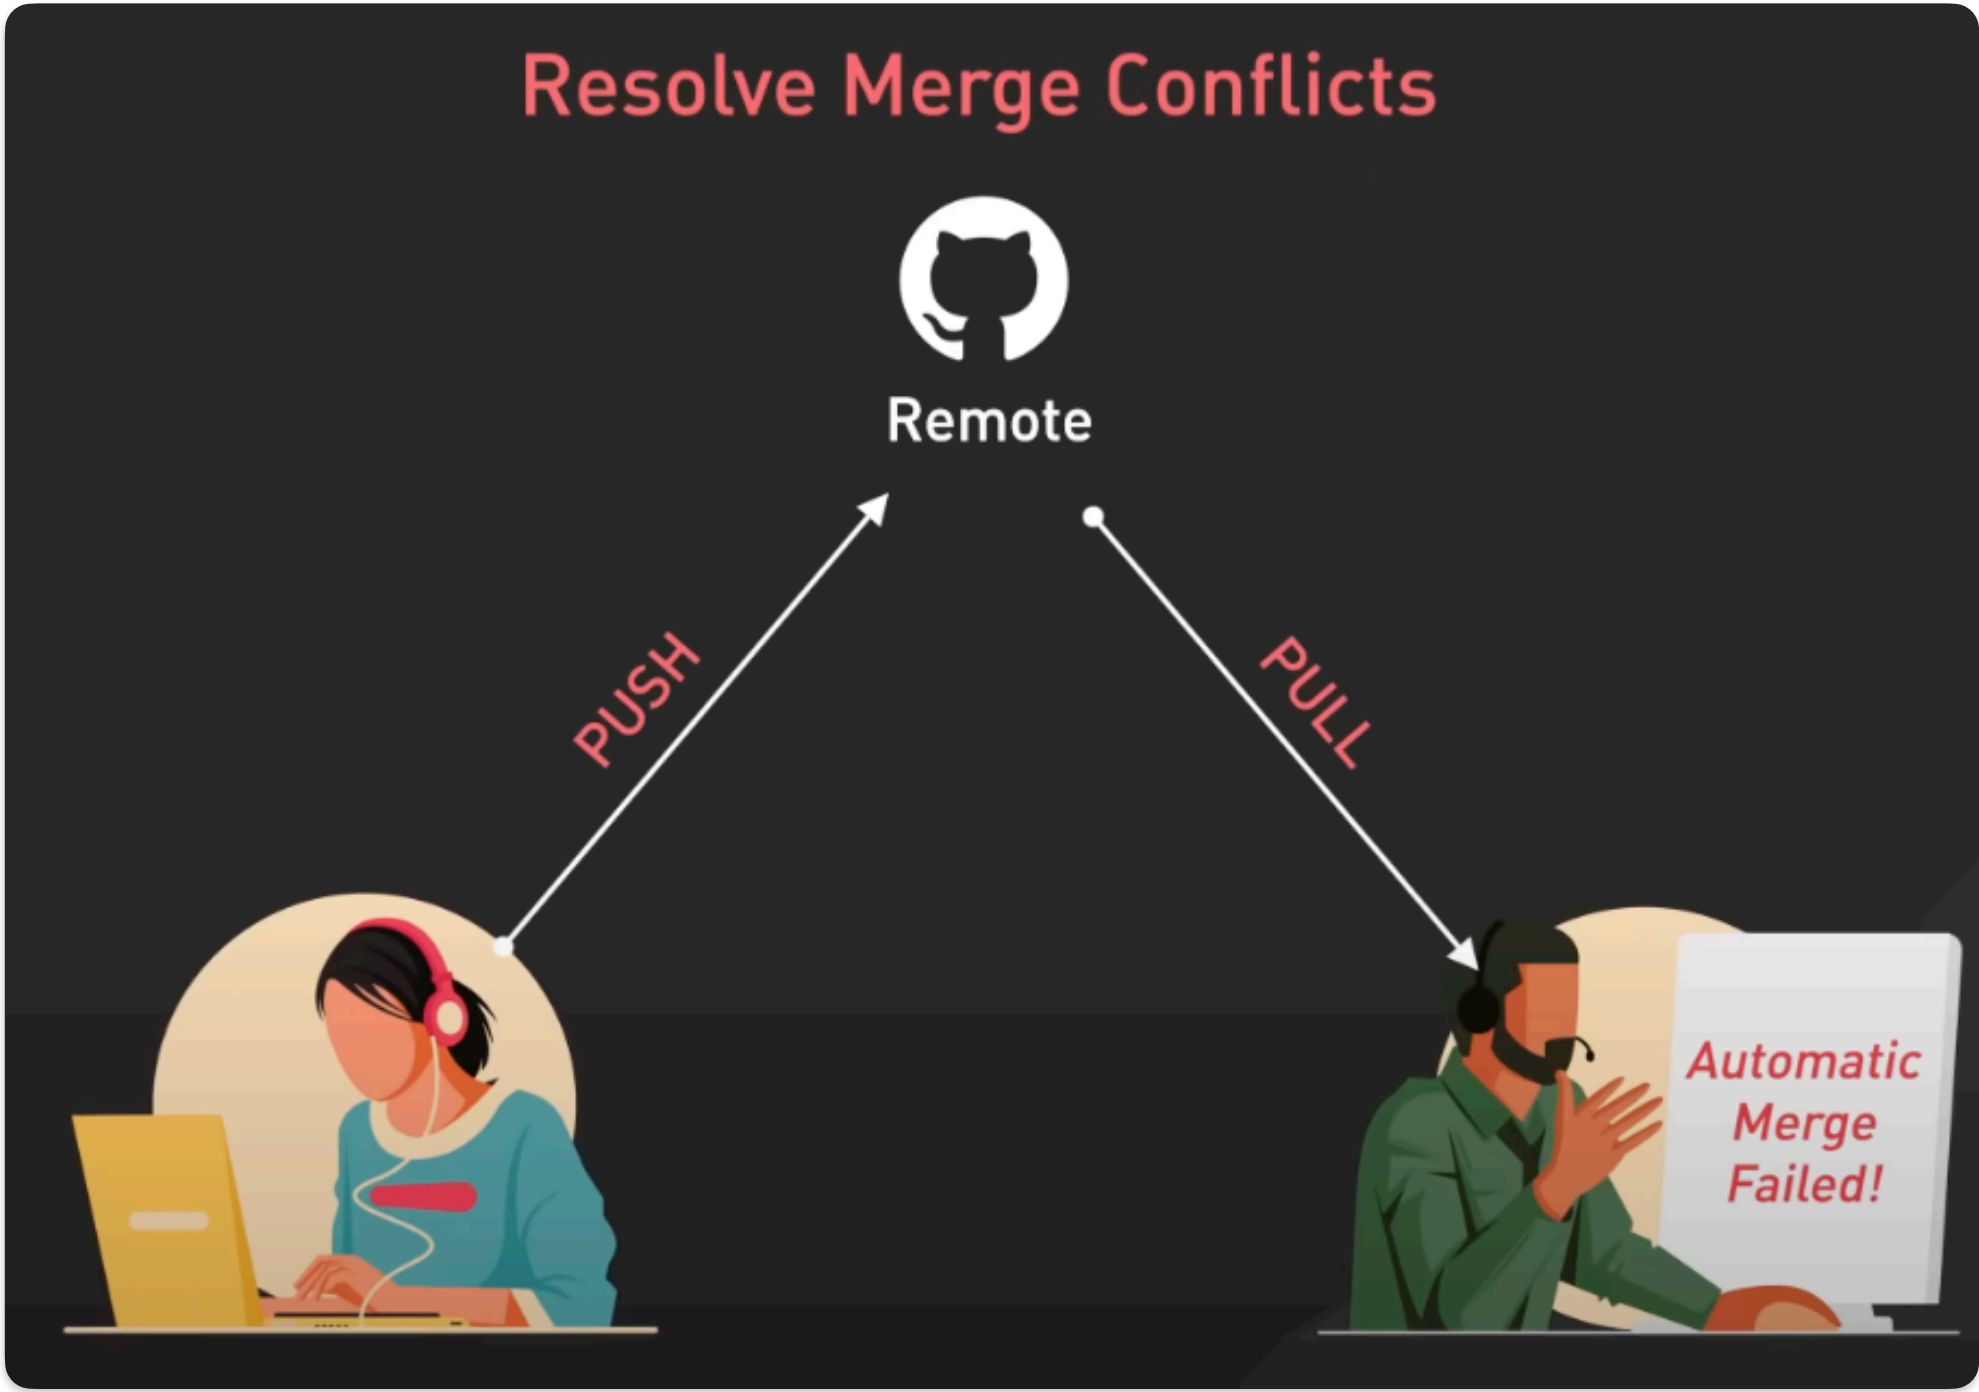 Resolve Merge Conflicts
Remote
PUSH
PULL
Automatic
Merge
Failed!